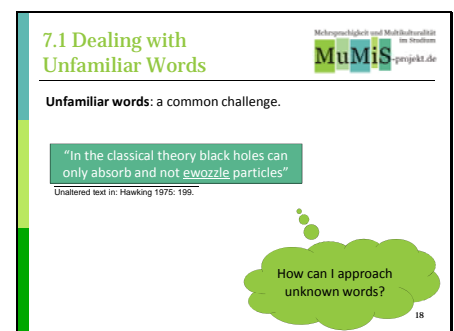 7.1 Dealing with
Unfamiliar Words
Mehrsprachigkeit und Multikulturalität
im Studium
MuMiS-projekt.de
Unfamiliar words: a common challenge.
“In the classical theory black holes can
only absorb and not ewozzle particles”
Unaltered text in: Hawking 1975: 199.
How can I approach
unknown words?
18